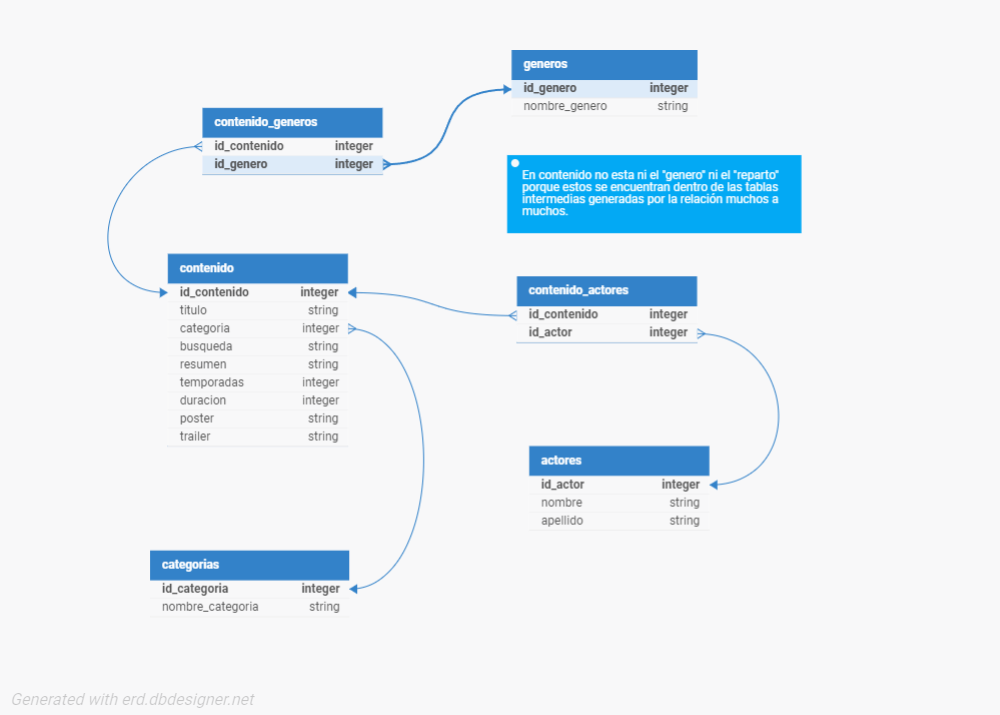 generos
id_genero integer
nombre_genero string
contenido_generos
id_contenido integer
id_genero integer
En contenido no esta ni el "genero" ni el "reparto"
porque estos se encuentran dentro de las tablas
intermedias generadas por la relación muchos a
muchos.
contenido
id_contenido integer
titulo string
categoria integer
busqueda string
resumen string
temporadas integer
duracion integer
poster string
trailer string
contenido_actores
id_contenido integer
id_actor integer
actores
id_actor integer
nombre string
apellido string
categorias
id_categoria integer
nombre_categoria string
Generated with erd.dbdesigner.net